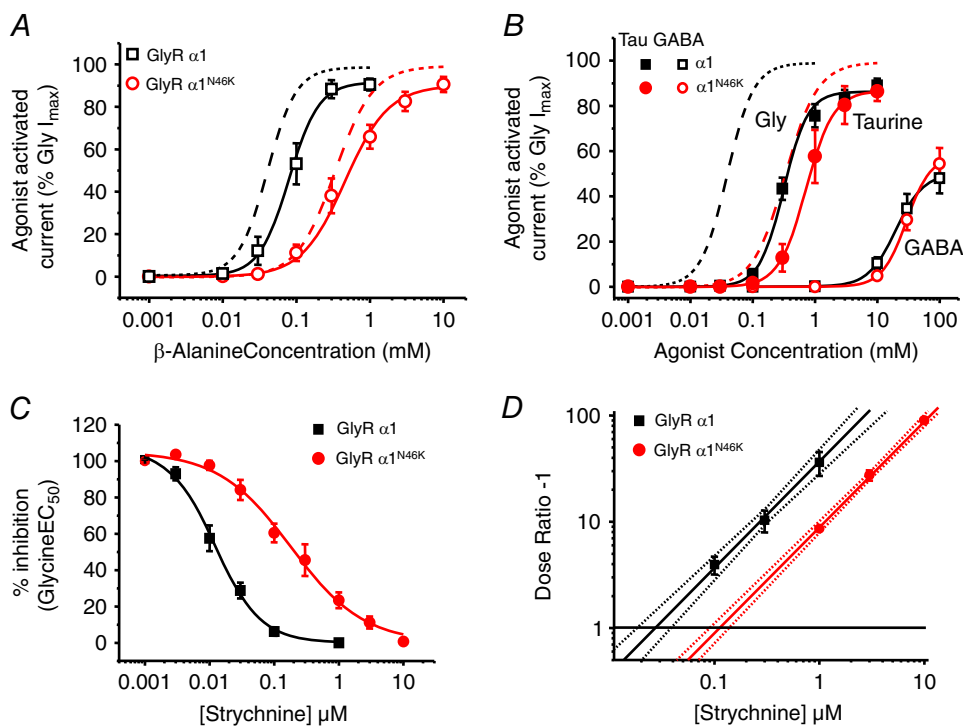 A
GlyR α1
GlyR α1N46K
Agonist activated
current (% Gly Imax)
100
80
60
40
20
0
0.001 0.01 0.1 1 10
β-AlanineConcentration (mM)
B
Tau GABA
α1
α1N46K
Agonist activated
current (% Gly Imax)
100
80
60
40
20
0
Gly
Taurine
GABA
0.001 0.01 0.1 1 10 100
Agonist Concentration (mM)
C
GlyR α1
GlyR α1N46K
% inhibition
(GlycineEC50)
120
100
80
60
40
20
0
0.001 0.01 0.1 1 10
[Strychnine] μM
D
GlyR α1
GlyR α1N46K
Dose Ratio -1
100
10
1
0.1 1 10
[Strychnine] μM